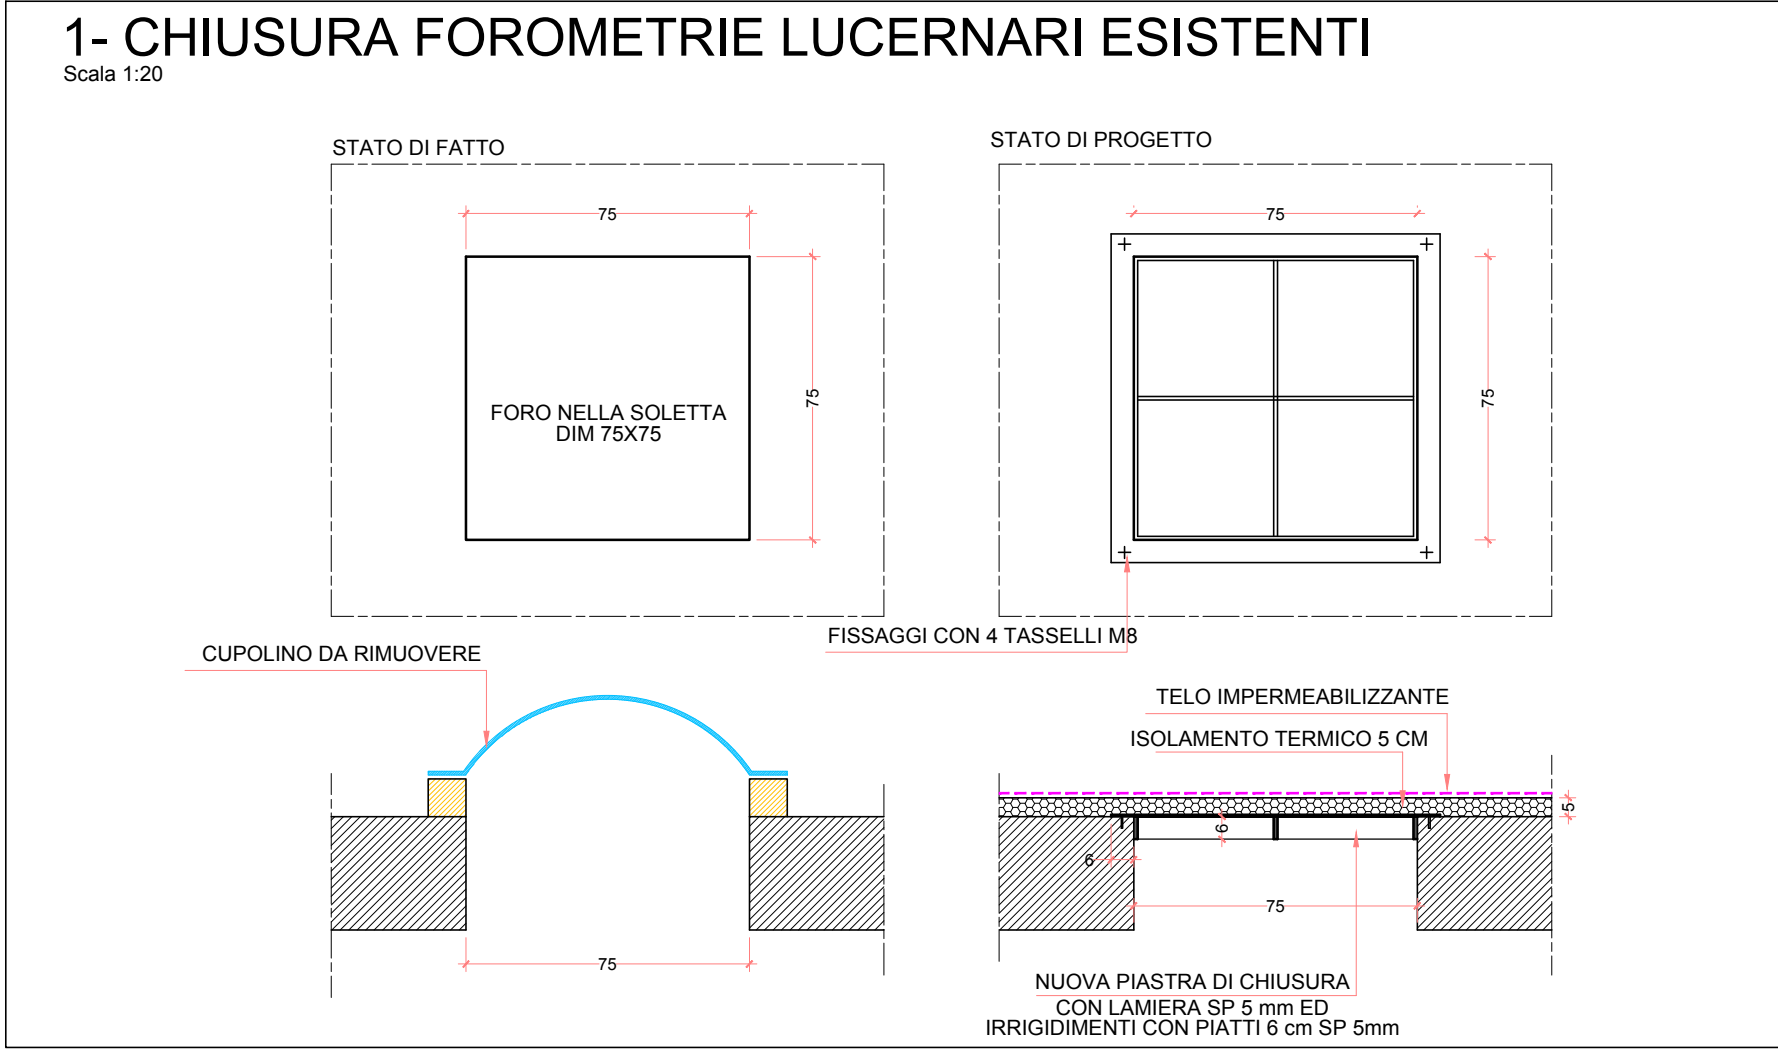 1- CHIUSURA FOROMETRIE LUCERNARI ESISTENTI
Scala 1:20
STATO DI FATTO
75
75
FORO NELLA SOLETTA
DIM 75X75
STATO DI PROGETTO
75
75
FISSAGGI CON 4 TASSELLI M8
CUPOLINO DA RIMUOVERE
75
TELO IMPERMEABILIZZANTE
ISOLAMENTO TERMICO 5 CM
5
6
6
75
NUOVA PIASTRA DI CHIUSURA
CON LAMIERA SP 5 mm ED
IRRIGIDIMENTI CON PIATTI 6 cm SP 5mm